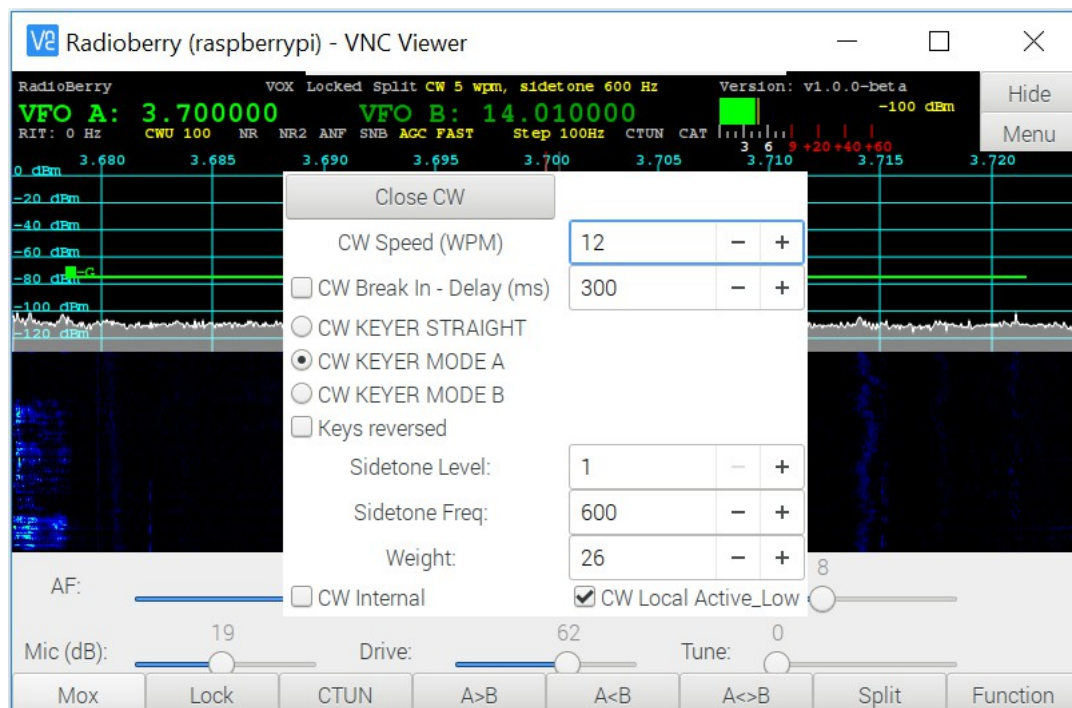 VR Radioberry (raspberrypi) - VNC Viewer
RadioBerry VOX Locked Split CW 5 wpm, sidetone 600 Hz Version: v1.0.0-beta Hide
VFO A: 3.700000 VFO B: 14.010000 -100 dBm
RIT: 0 Hz CWU 100 NR NR2 ANF SNB AGC FAST Step 100Hz CTUN CAT Menu
3 6 9 +20 +40 +60
3.680 3.685 3.690 3.695 3.700 3.705 3.710 3.715 3.720
0 dBm
-20 dBm
-40 dBm
-60 dBm
-80 dBm -G
-100 dBm
-120 dBm
Close CW
CW Speed (WPM) 12 − +
CW Break In - Delay (ms) 300 − +
CW KEYER STRAIGHT
CW KEYER MODE A
CW KEYER MODE B
Keys reversed
Sidetone Level: 1 − +
Sidetone Freq: 600 − +
Weight: 26 − +
CW Internal CW Local Active_Low
AF: 8
Mic (dB): 19 Drive: 62 Tune: 0
Mox Lock CTUN A>B A<B A<>B Split Function